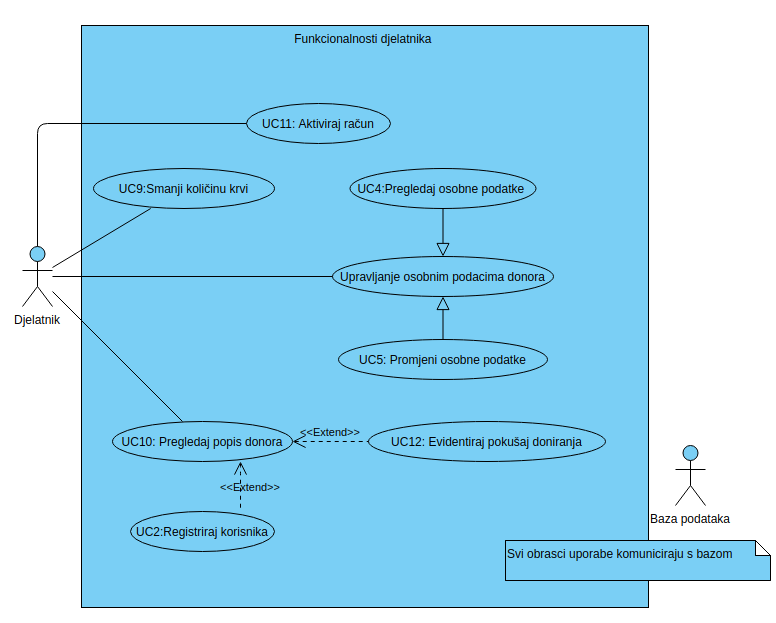 Funkcionalnosti djelatnika
UC11: Aktiviraj račun
UC9:Smanji količinu krvi
UC4:Pregledaj osobne podatke
Upravljanje osobnim podacima donora
Djelatnik
UC5: Promjeni osobne podatke
<<Extend>>
UC10: Pregledaj popis donora
UC12: Evidentiraj pokušaj doniranja
<<Extend>>
Baza podataka
UC2:Registriraj korisnika
Svi obrasci uporabe komuniciraju s bazom